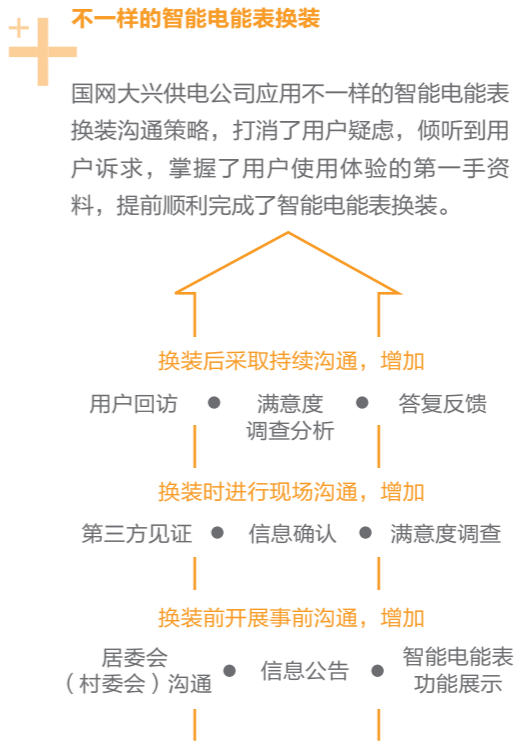 不一样的智能电能表换装
国网大兴供电公司应用不一样的智能电能表
换装沟通策略，打消了用户疑虑，倾听到用
户诉求，掌握了用户使用体验的第一手资
料，提前顺利完成了智能电能表换装。
换装后采取持续沟通，增加
用户回访 ● 满意度 ● 答复反馈
调查分析
换装时进行现场沟通，增加
第三方见证 ● 信息确认 ● 满意度调查
换装前开展事前沟通，增加
居委会
（村委会）沟通 ● 信息公告 ● 智能电能表
功能展示